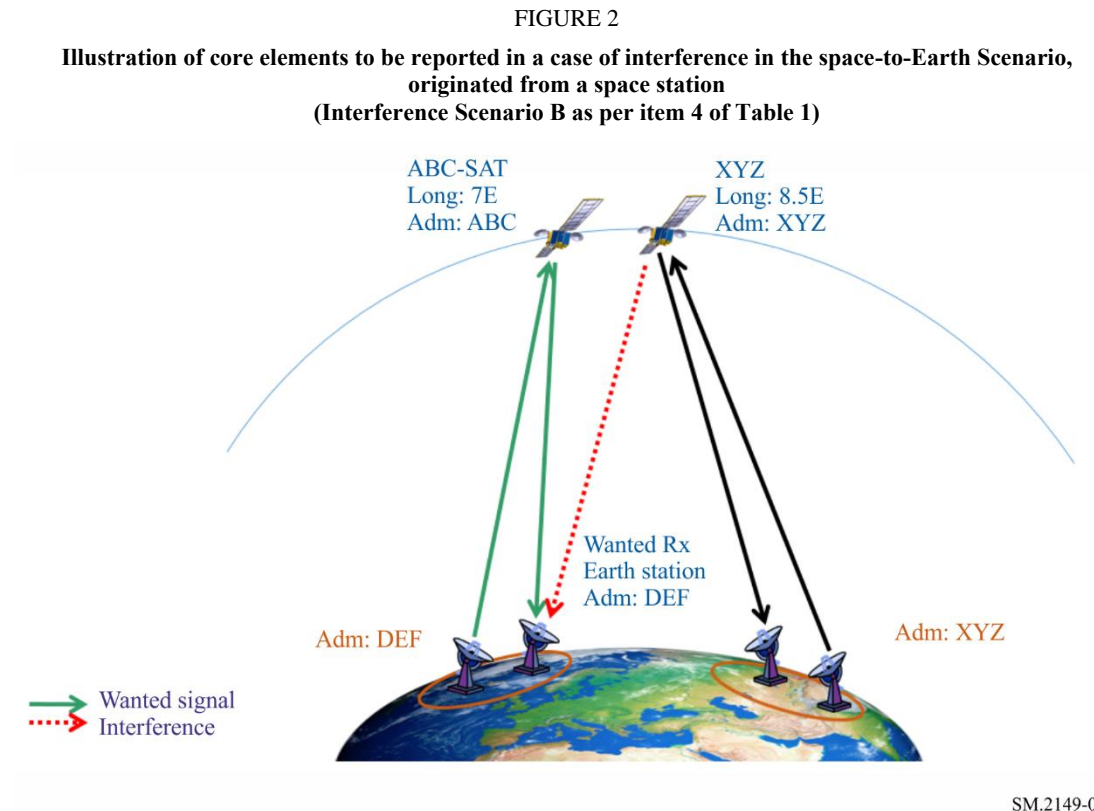 FIGURE 2
Illustration of core elements to be reported in a case of interference in the space-to-Earth Scenario,
originated from a space station
(Interference Scenario B as per item 4 of Table 1)
ABC-SAT
Long: 7E
Adm: ABC
XYZ
Long: 8.5E
Adm: XYZ
Wanted Rx
Earth station
Adm: DEF
Adm: DEF
Adm: XYZ
Wanted signal
Interference
SM.2149-0